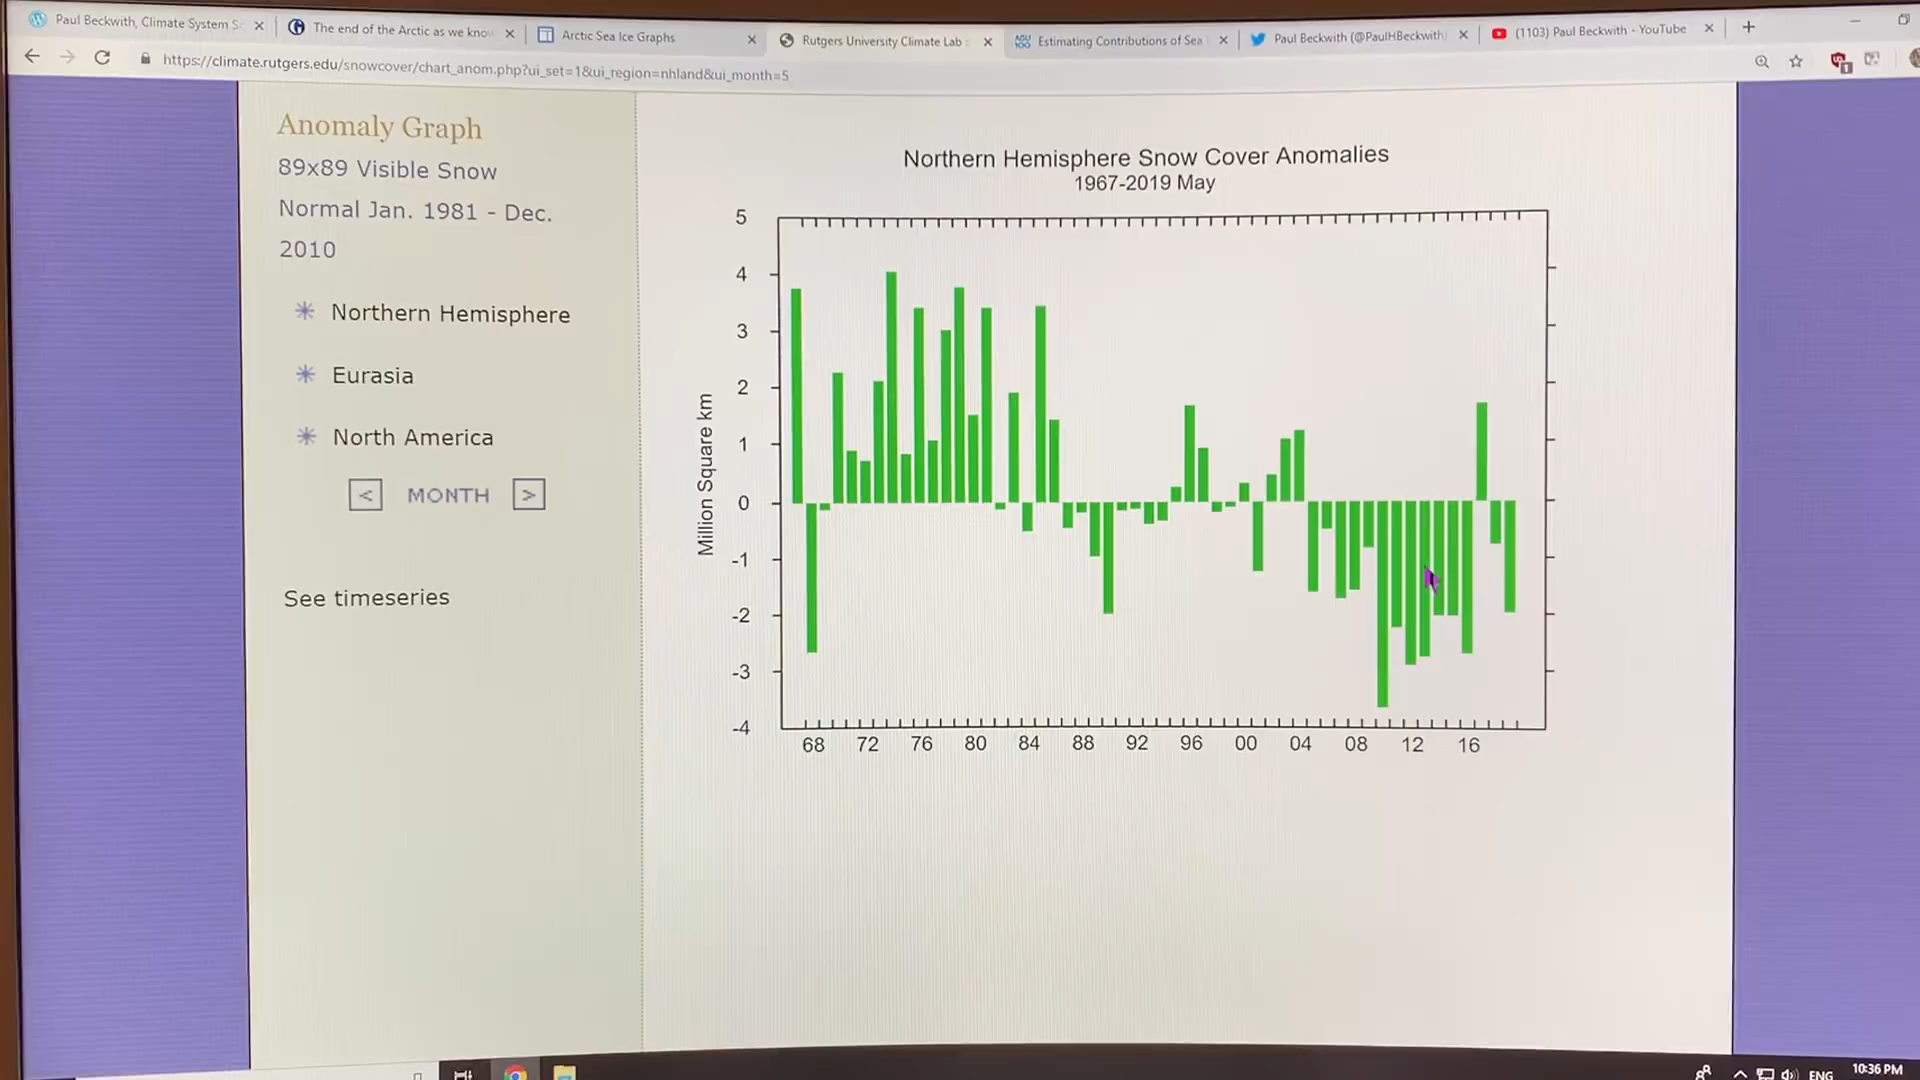 Paul Beckwith, Climate System Sc
The end of the Arctic as we know
Arctic Sea Ice Graphs
Rutgers University Climate Lab
Estimating Contributions of Sea
Paul Beckwith (@PaulHBeckwith)
(1103) Paul Beckwith - YouTube
https://climate.rutgers.edu/snowcover/chart_anom.php?ui_set=1&ui_region=nhland&ui_month=5
Anomaly Graph
89x89 Visible Snow
Normal Jan. 1981 - Dec.
2010
Northern Hemisphere
Eurasia
North America
< MONTH >
See timeseries
Northern Hemisphere Snow Cover Anomalies
1967-2019 May
Million Square km
5
4
3
2
1
0
-1
-2
-3
-4
68 72 76 80 84 88 92 96 00 04 08 12 16
ENG
10:36 PM